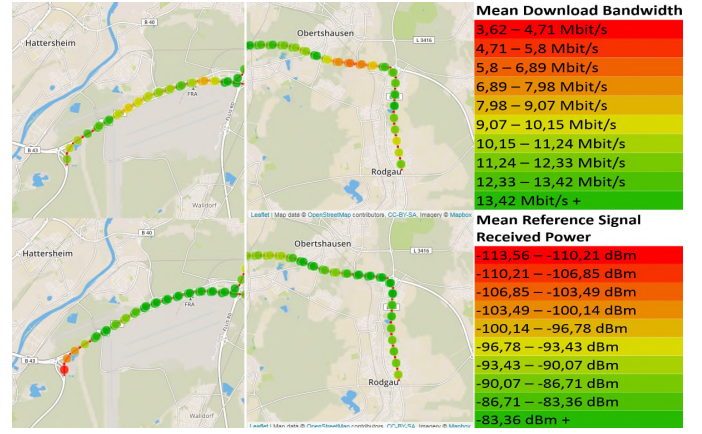 B 40
Hattersheim
FRA
B 43
Walldorf
Obertshausen
L 3416
Rodgau
Leaflet | Map data © OpenStreetMap contributors, CC-BY-SA, Imagery © Mapbox
Mean Download Bandwidth
3,62 – 4,71 Mbit/s
4,71 – 5,8 Mbit/s
5,8 – 6,89 Mbit/s
6,89 – 7,98 Mbit/s
7,98 – 9,07 Mbit/s
9,07 – 10,15 Mbit/s
10,15 – 11,24 Mbit/s
11,24 – 12,33 Mbit/s
12,33 – 13,42 Mbit/s
13,42 Mbit/s +
B 40
Hattersheim
FRA
B 43
Walldorf
Obertshausen
L 3416
Rodgau
Leaflet | Map data © OpenStreetMap contributors, CC-BY-SA, Imagery © Mapbox
Mean Reference Signal
Received Power
-113,56 – -110,21 dBm
-110,21 – -106,85 dBm
-106,85 – -103,49 dBm
-103,49 – -100,14 dBm
-100,14 – -96,78 dBm
-96,78 – -93,43 dBm
-93,43 – -90,07 dBm
-90,07 – -86,71 dBm
-86,71 – -83,36 dBm
-83,36 dBm +